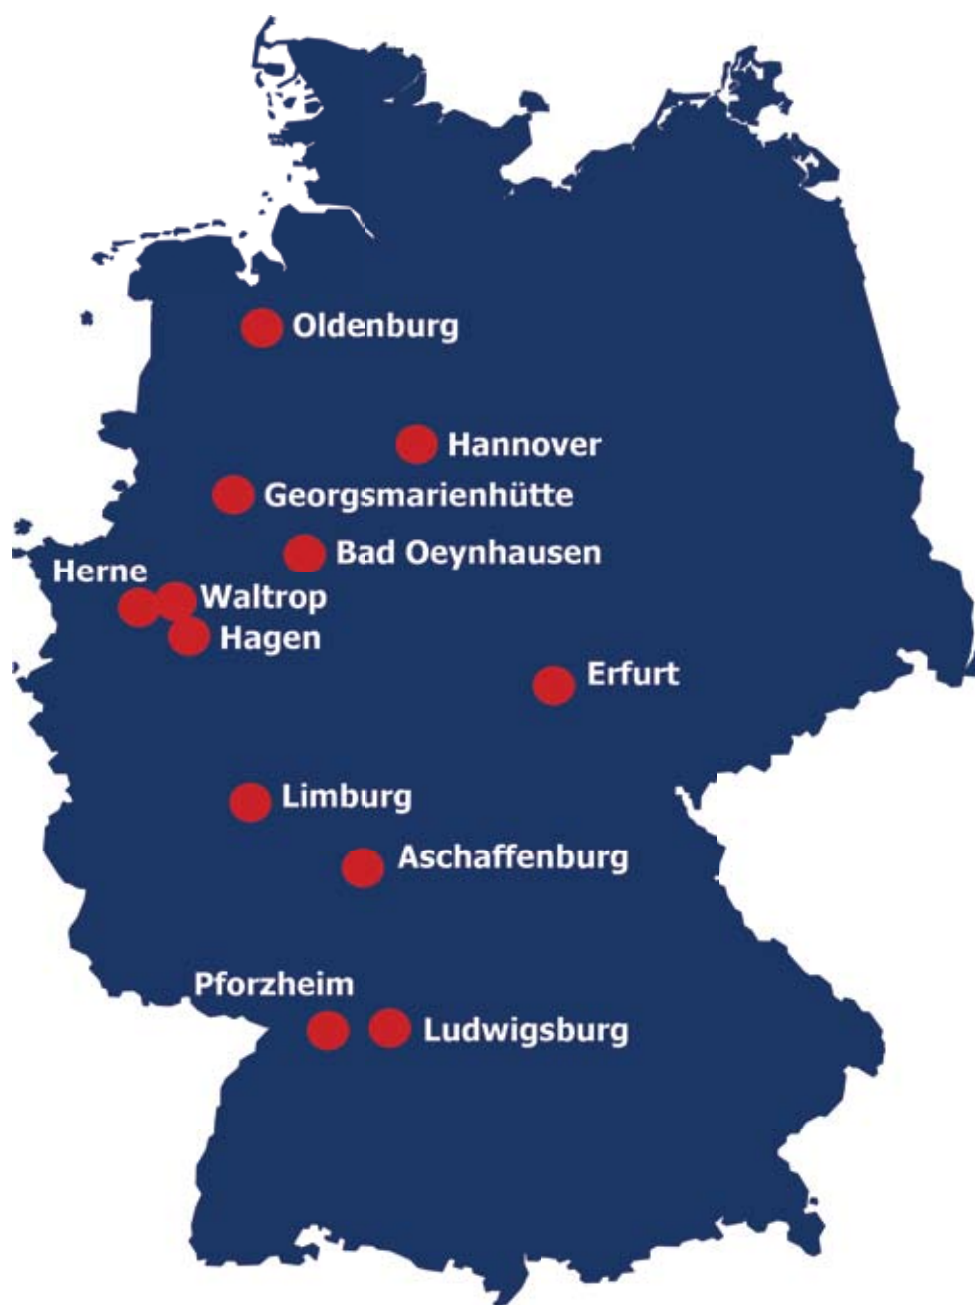 Oldenburg
Hannover
Georgsmarienhütte
Bad Oeynhausen
Herne
Waltrop
Hagen
Erfurt
Limburg
Aschaffenburg
Pforzheim
Ludwigsburg